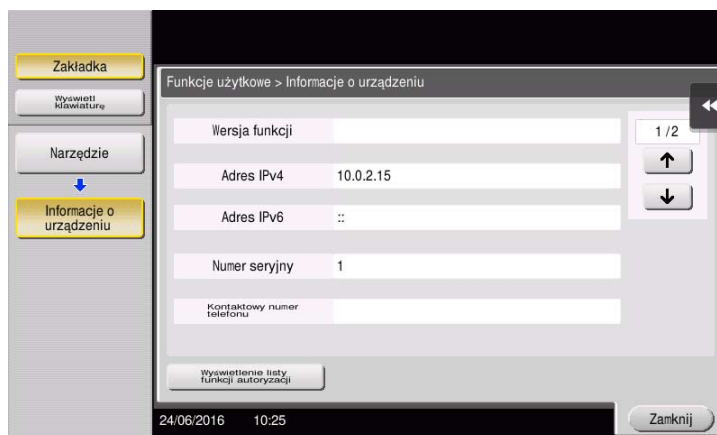 Zakładka
Wyświetl
klawiaturę
Narzędzie
Informacje o
urządzeniu
Funkcje użytkowe > Informacje o urządzeniu
Wersja funkcji
1/2
Adres IPv4 10.0.2.15
Adres IPv6 ::
Numer seryjny 1
Kontaktowy numer
telefonu
Wyświetlenie listy
funkcji autoryzacji
24/06/2016 10:25
Zamknij